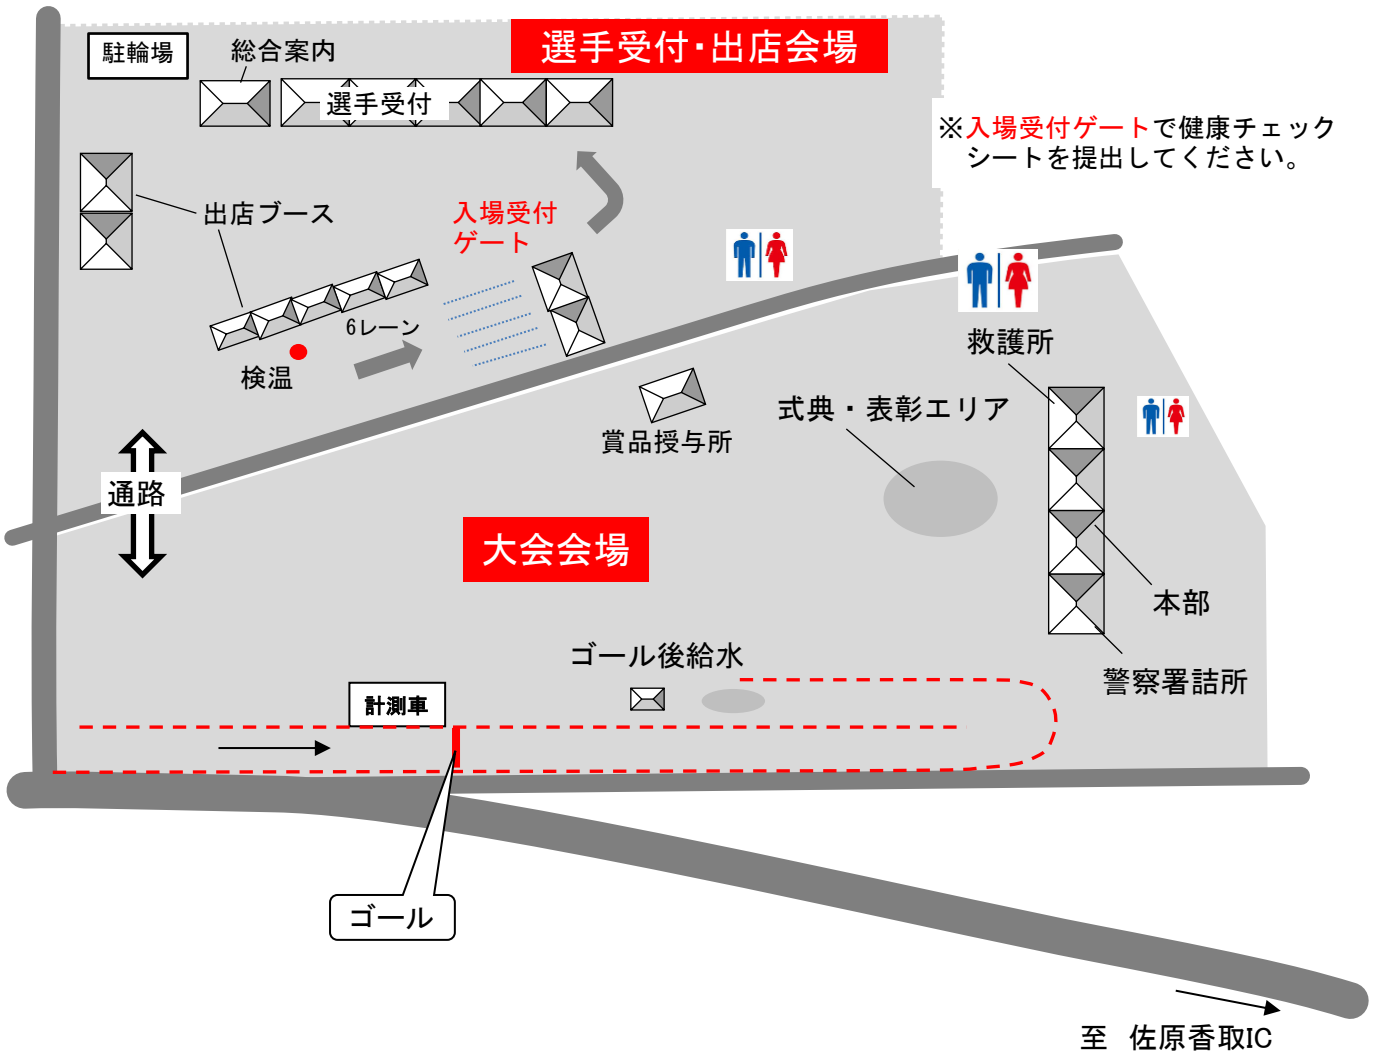 選手受付・出店会場
駐輪場
総合案内
選手受付
※入場受付ゲートで健康チェック
シートを提出してください。
出店ブース
入場受付
ゲート
6レーン
検温
救護所
賞品授与所
式典・表彰エリア
通路
大会会場
本部
ゴール後給水
警察署詰所
計測車
ゴール
至　佐原香取IC